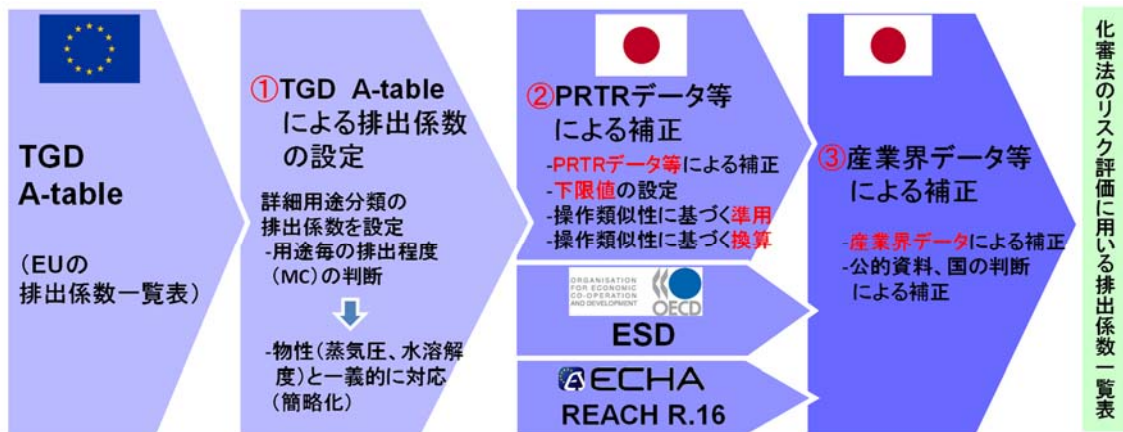 TGD
A-table
（EUの
排出係数一覧表）
①TGD A-table
による排出係数
の設定
詳細用途分類の
排出係数を設定
-用途毎の排出程度
（MC）の判断
-物性（蒸気圧、水溶解
度）と一義的に対応
（簡略化）
②PRTRデータ等
による補正
-PRTRデータ等による補正
-下限値の設定
-操作類似性に基づく準用
-操作類似性に基づく換算
ORGANISATION
FOR ECONOMIC
CO-OPERATION
AND DEVELOPMENT
OECD
ESD
ECHA
REACH R.16
③産業界データ等
による補正
-産業界データによる補正
-公的資料、国の判断
による補正
化審法のリスク評価に用いる排出係数一覧表